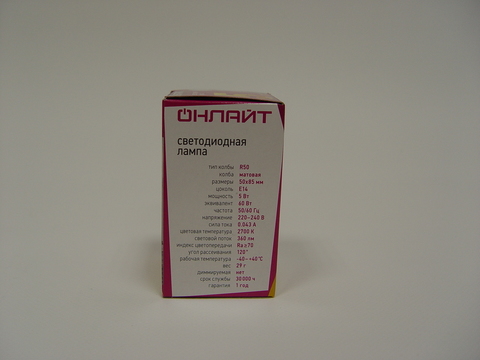 ОНЛАЙТ
светодиодная
лампа
тип колбы R50
колба матовая
размеры 50x85 мм
цоколь E14
мощность 5 Вт
эквивалент 60 Вт
частота 50/60 Гц
напряжение 220-240 В
сила тока 0.043 А
цветовая температура 2700 К
световой поток 360 лм
индекс цветопередачи Ra≥70
угол рассеивания 120°
рабочая температура -40~+40°C
вес 29 г
диммируемая нет
срок службы 30000 ч
гарантия 1 год